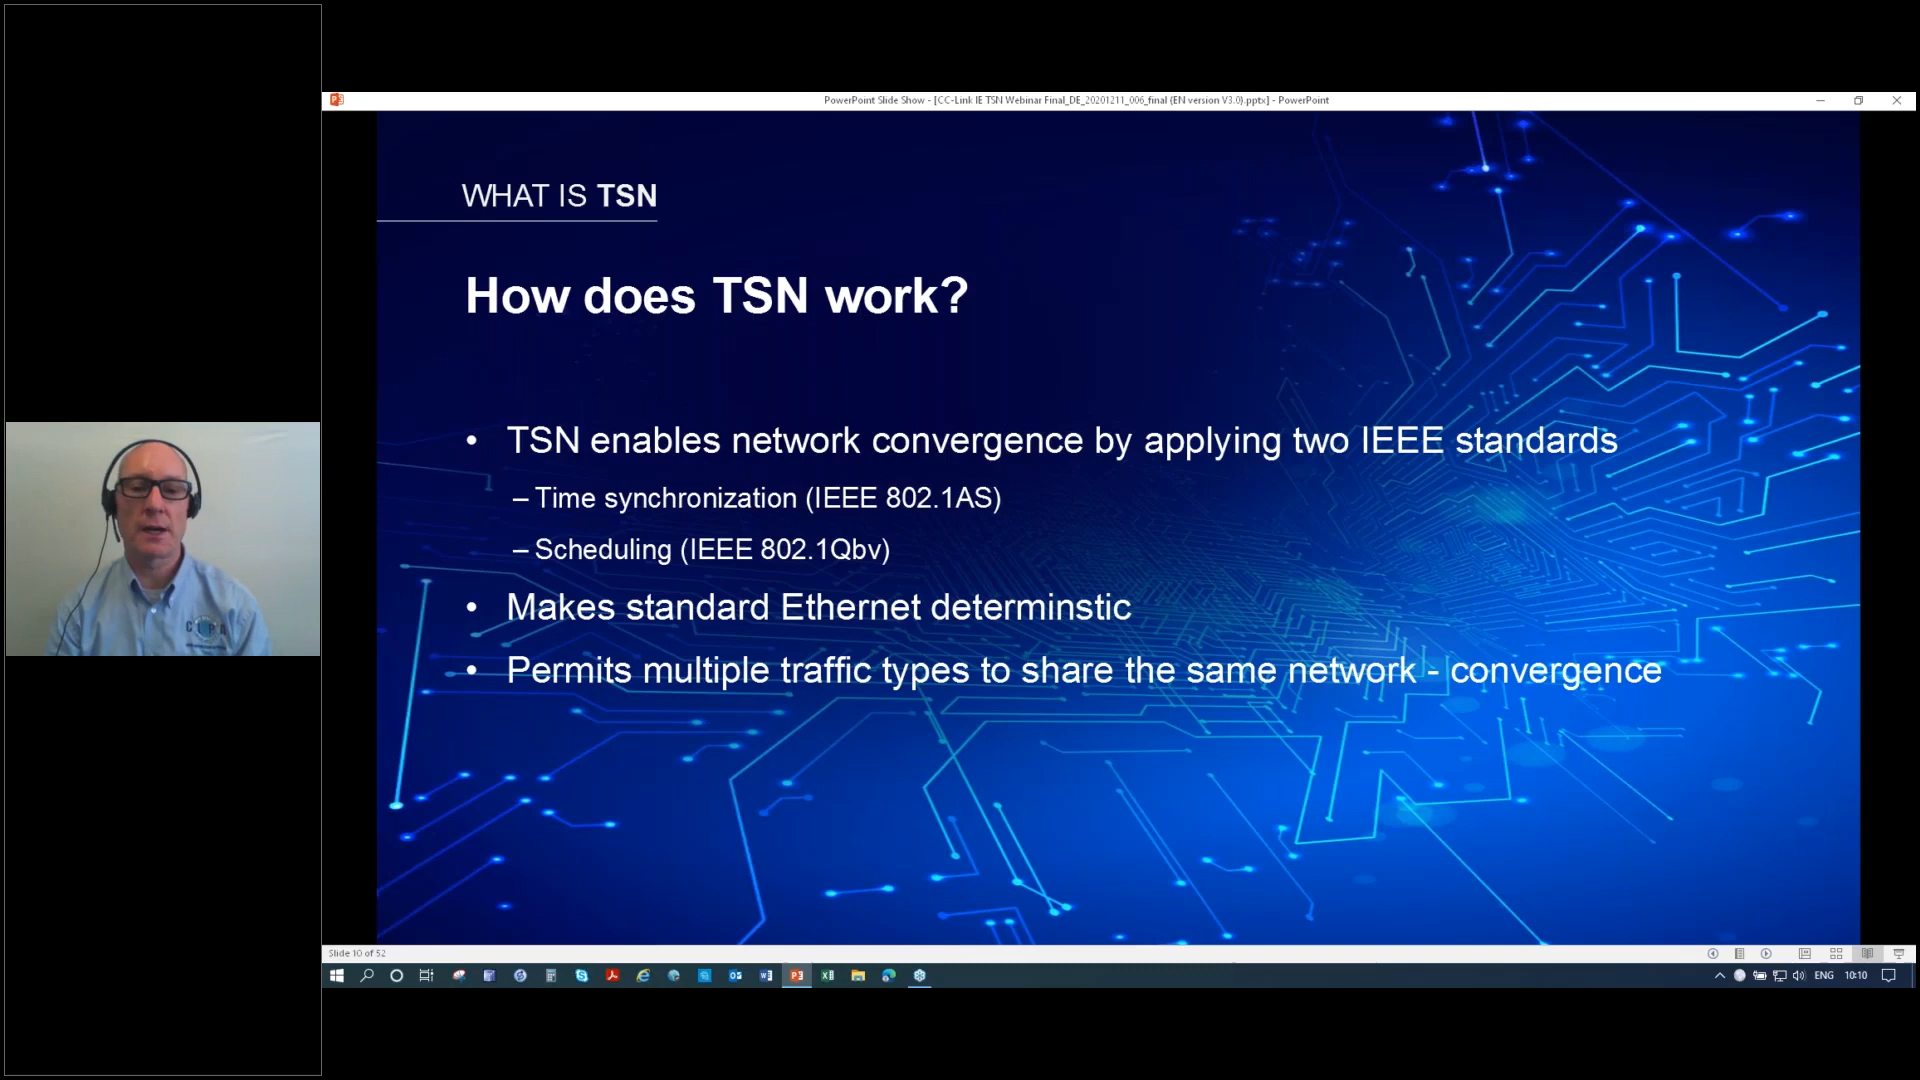 PowerPoint Slide Show - [CC-Link IE TSN Webinar Final_DE_20201211_006_final (EN version V3.0).pptx] - PowerPoint
WHAT IS TSN
How does TSN work?
• TSN enables network convergence by applying two IEEE standards
– Time synchronization (IEEE 802.1AS)
– Scheduling (IEEE 802.1Qbv)
• Makes standard Ethernet determinstic
• Permits multiple traffic types to share the same network - convergence
Slide 10 of 52
ENG 10:10